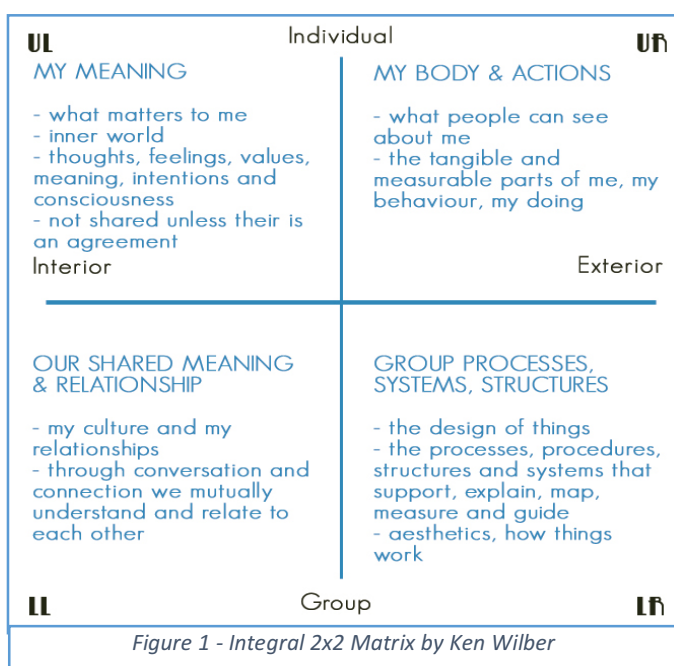 Individual
UL
UR
MY MEANING
- what matters to me
- inner world
- thoughts, feelings, values,
meaning, intentions and
consciousness
- not shared unless their is
an agreement
MY BODY & ACTIONS
- what people can see
about me
- the tangible and
measurable parts of me, my
behaviour, my doing
Interior
Exterior
OUR SHARED MEANING
& RELATIONSHIP
- my culture and my
relationships
- through conversation and
connection we mutually
understand and relate to
each other
GROUP PROCESSES,
SYSTEMS, STRUCTURES
- the design of things
- the processes, procedures,
structures and systems that
support, explain, map,
measure and guide
- aesthetics, how things
work
LL
Group
LR
Figure 1 - Integral 2x2 Matrix by Ken Wilber